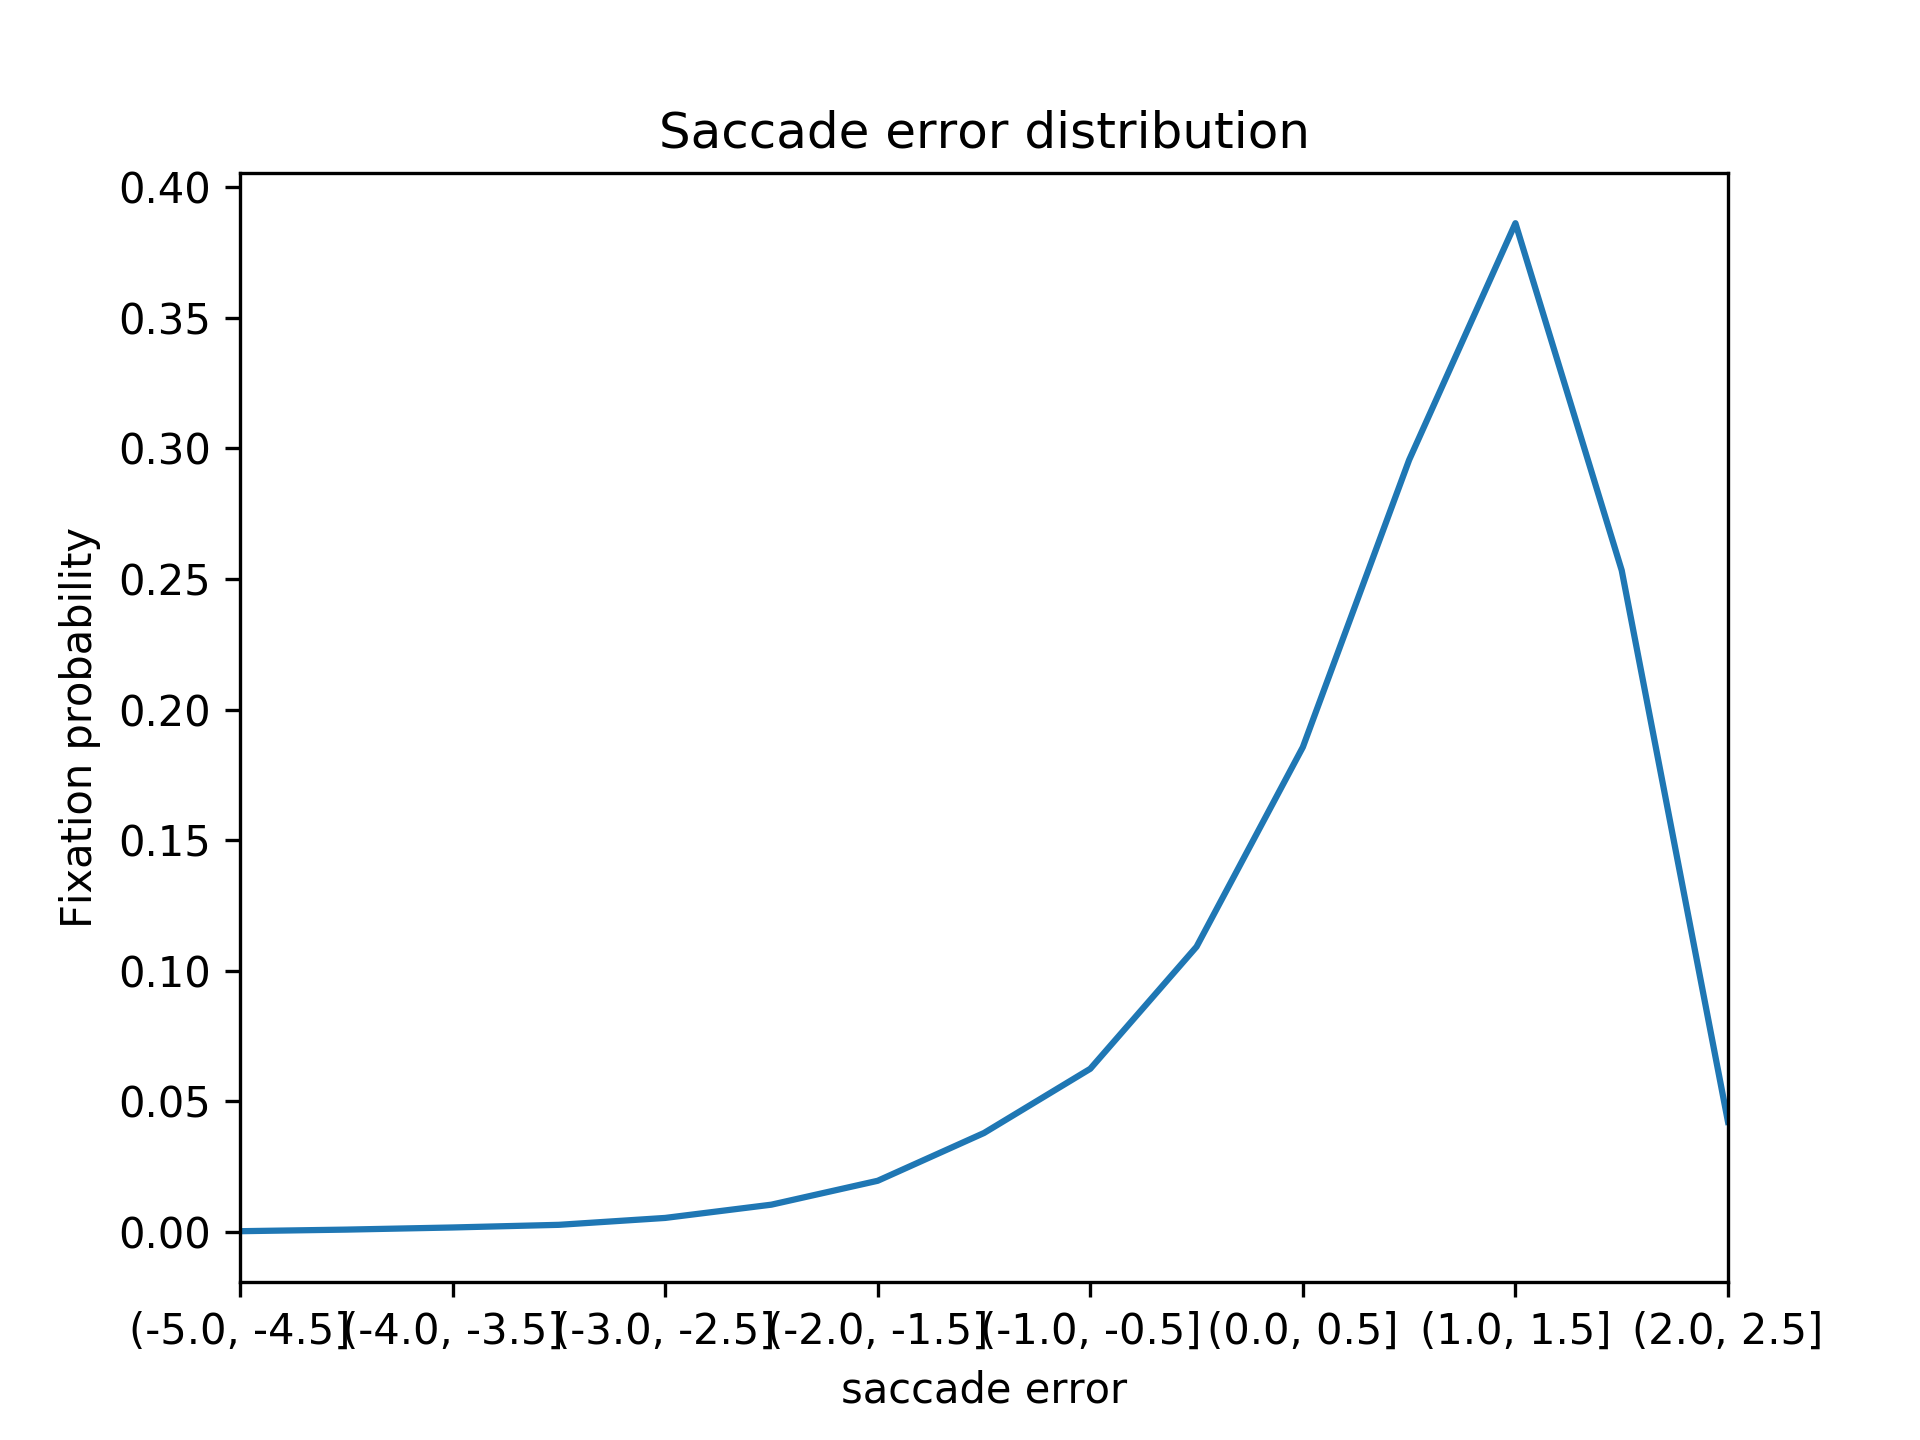 Saccade error distribution
0.40
0.35
0.30
0.25
0.20
0.15
0.10
0.05
0.00
Fixation probability
(-5.0, -4.5] (-4.0, -3.5] (-3.0, -2.5] (-2.0, -1.5] (-1.0, -0.5] (0.0, 0.5] (1.0, 1.5] (2.0, 2.5]
saccade error